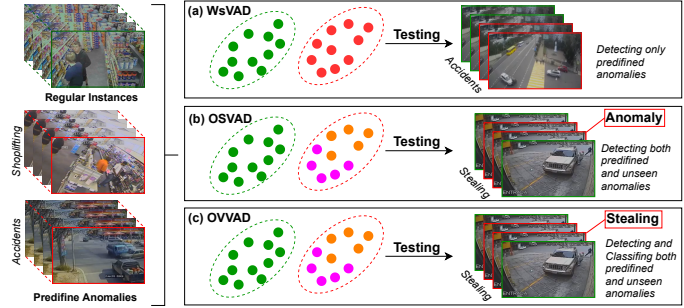 Regular Instances
Shoplifting
Accidents
Predifine Anomalies
(a) WsVAD
Testing
Accidents
Detecting only
predifined
anomalies
(b) OSVAD
Testing
Stealing
Anomaly
Detecting both
predifined
and unseen
anomalies
(c) OVVAD
Testing
Stealing
Stealing
Detecting and
Classifing both
predifined
and unseen
anomalies